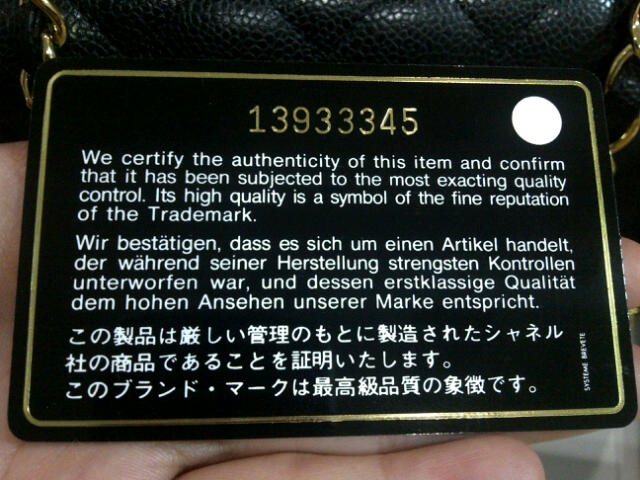 13933345
We certify the authenticity of this item and confirm
that it has been subjected to the most exacting quality
control. Its high quality is a symbol of the fine reputation
of the Trademark.
Wir bestätigen, dass es sich um einen Artikel handelt,
der während seiner Herstellung strengsten Kontrollen
unterworfen war, und dessen erstklassige Qualität
dem hohen Ansehen unserer Marke entspricht.
この製品は厳しい管理のもとに製造されたシャネル
社の商品であることを証明いたします。
このブランド・マークは最高級品質の象徴です。
SYSTEME BREVETE